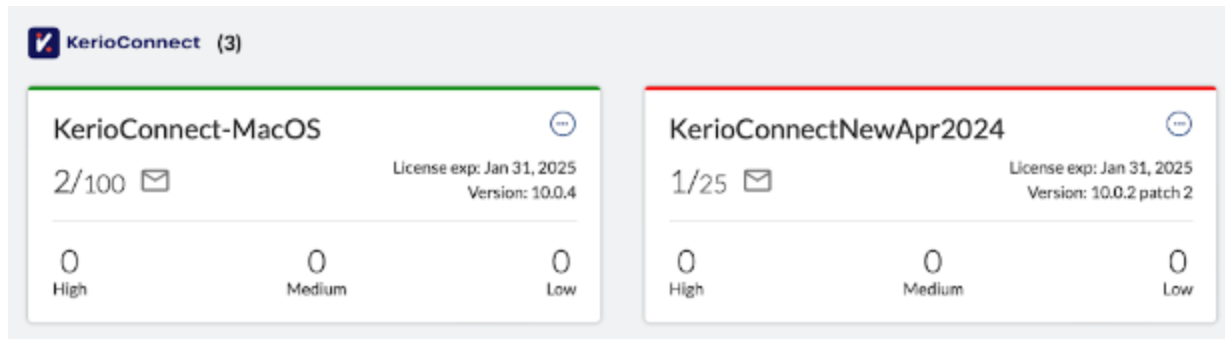 KerioConnect (3)
KerioConnect-MacOS
2/100
License exp: Jan 31, 2025
Version: 10.0.4
0 0 0
High Medium Low
KerioConnectNewApr2024
1/25
License exp: Jan 31, 2025
Version: 10.0.2 patch 2
0 0 0
High Medium Low